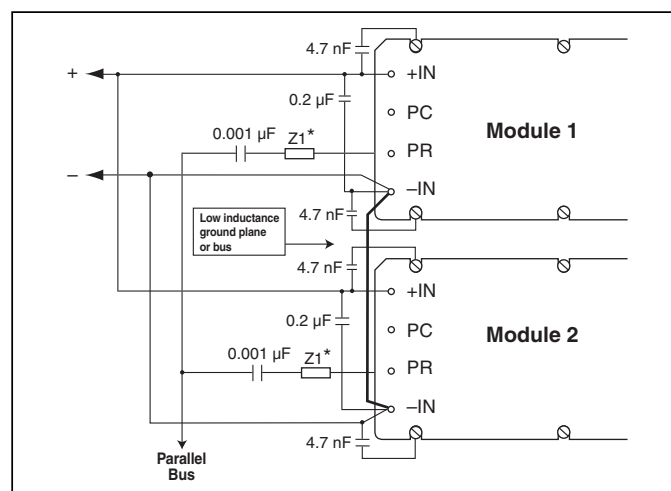 4.7 nF
+
+IN
0.2 µF
PC
Module 1
0.001 µF
Z1*
PR
–
–IN
4.7 nF
Low inductance
ground plane
or bus
4.7 nF
+IN
0.2 µF
PC
Module 2
0.001 µF
Z1*
PR
–IN
4.7 nF
Parallel
Bus